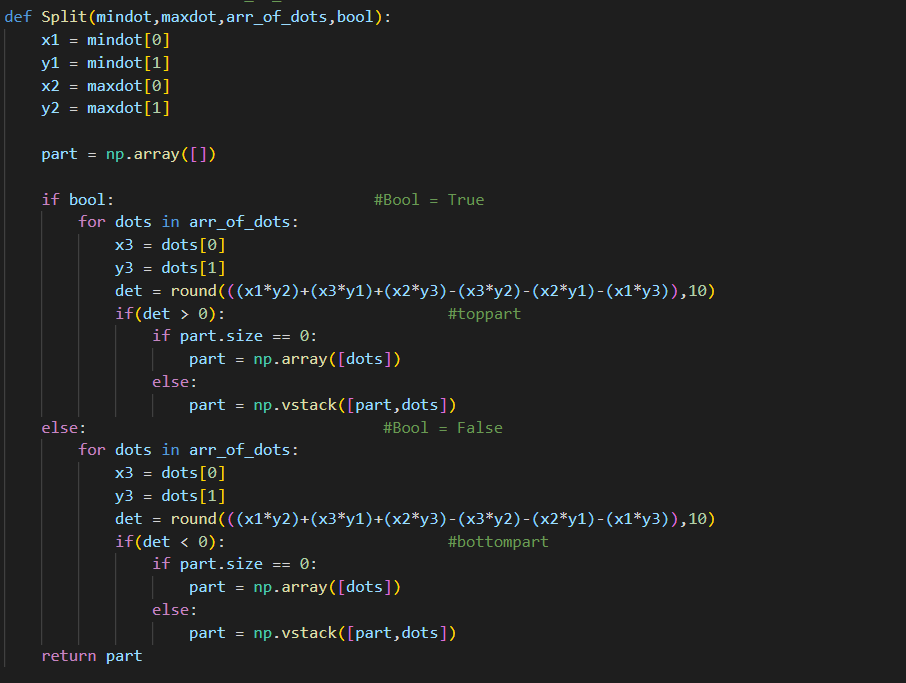 def Split(mindot,maxdot,arr_of_dots,bool):
    x1 = mindot[0]
    y1 = mindot[1]
    x2 = maxdot[0]
    y2 = maxdot[1]

    part = np.array([])

    if bool:                            #Bool = True
        for dots in arr_of_dots:
            x3 = dots[0]
            y3 = dots[1]
            det = round(((x1*y2)+(x3*y1)+(x2*y3)-(x3*y2)-(x2*y1)-(x1*y3)),10)
            if(det > 0):                        #toppart
                if part.size == 0:
                    part = np.array([dots])
                else:
                    part = np.vstack([part,dots])
    else:                                #Bool = False
        for dots in arr_of_dots:
            x3 = dots[0]
            y3 = dots[1]
            det = round(((x1*y2)+(x3*y1)+(x2*y3)-(x3*y2)-(x2*y1)-(x1*y3)),10)
            if(det < 0):                        #bottompart
                if part.size == 0:
                    part = np.array([dots])
                else:
                    part = np.vstack([part,dots])
    return part